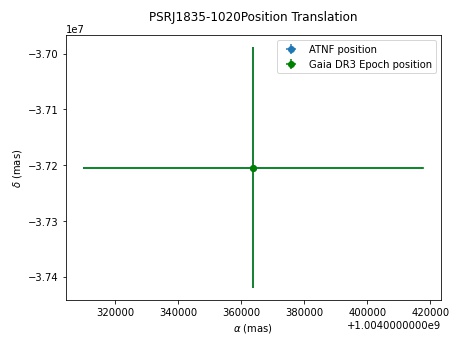 PSRJ1835-1020Position Translation
1e7
ATNF position
Gaia DR3 Epoch position
−3.70
−3.71
−3.72
−3.73
−3.74
δ (mas)
320000 340000 360000 380000 400000 420000
α (mas)
+1.0040000000e9